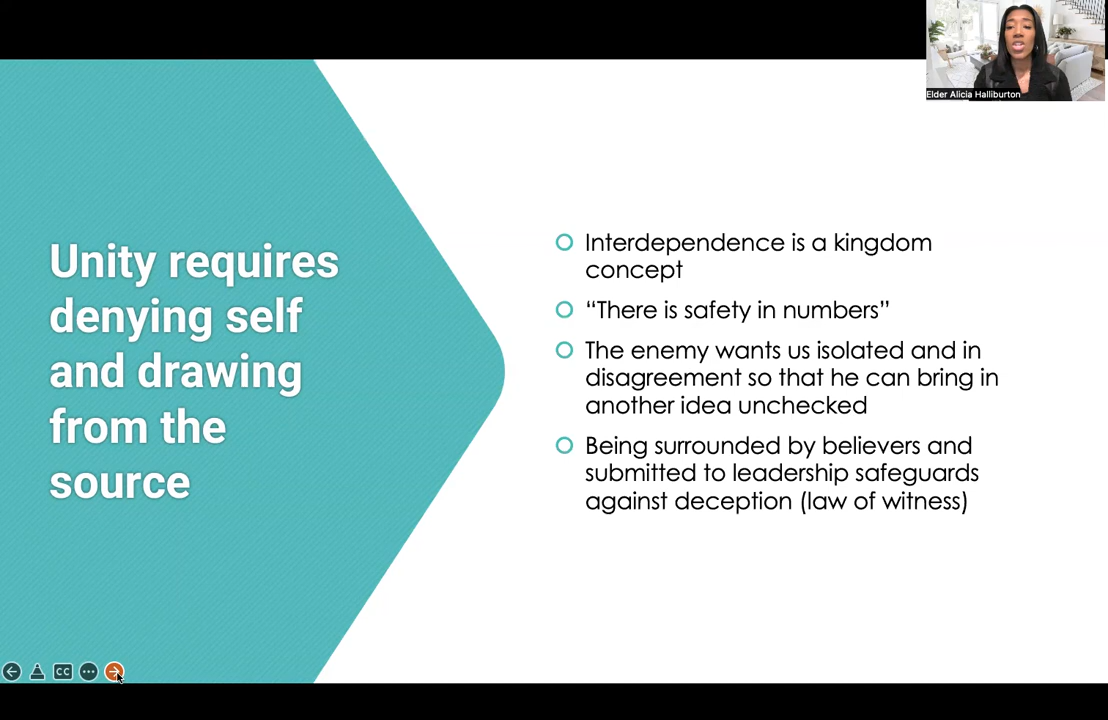 Elder Alicia Halliburton
Unity requires
denying self
and drawing
from the
source
Interdependence is a kingdom
concept
“There is safety in numbers”
The enemy wants us isolated and in
disagreement so that he can bring in
another idea unchecked
Being surrounded by believers and
submitted to leadership safeguards
against deception (law of witness)
CC